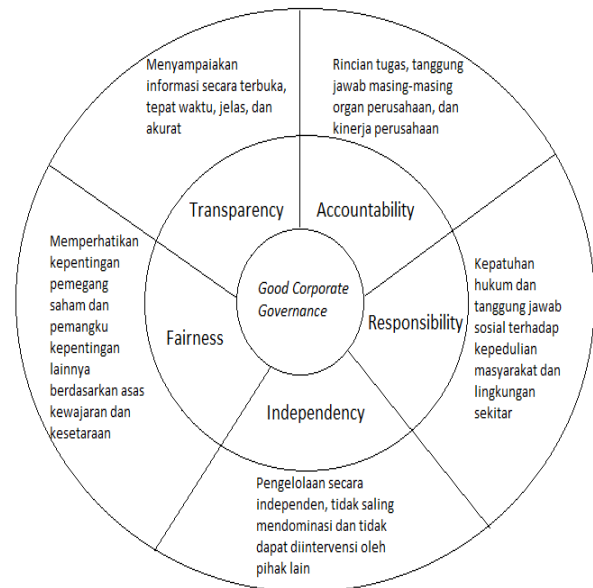 Menyampaiakan
informasi secara terbuka,
tepat waktu, jelas, dan
akurat
Rincian tugas, tanggung
jawab masing-masing
organ perusahaan, dan
kinerja perusahaan
Transparency
Accountability
Memperhatikan
kepentingan
pemegang
saham dan
pemangku
kepentingan
lainnya
berdasarkan asas
kewajaran dan
kesetaraan
Good Corporate
Governance
Kepatuhan
hukum dan
tanggung jawab
sosial terhadap
kepedulian
masyarakat dan
lingkungan
sekitar
Fairness
Responsibility
Independency
Pengelolaan secara
independen, tidak saling
mendominasi dan tidak
dapat diintervensi oleh
pihak lain